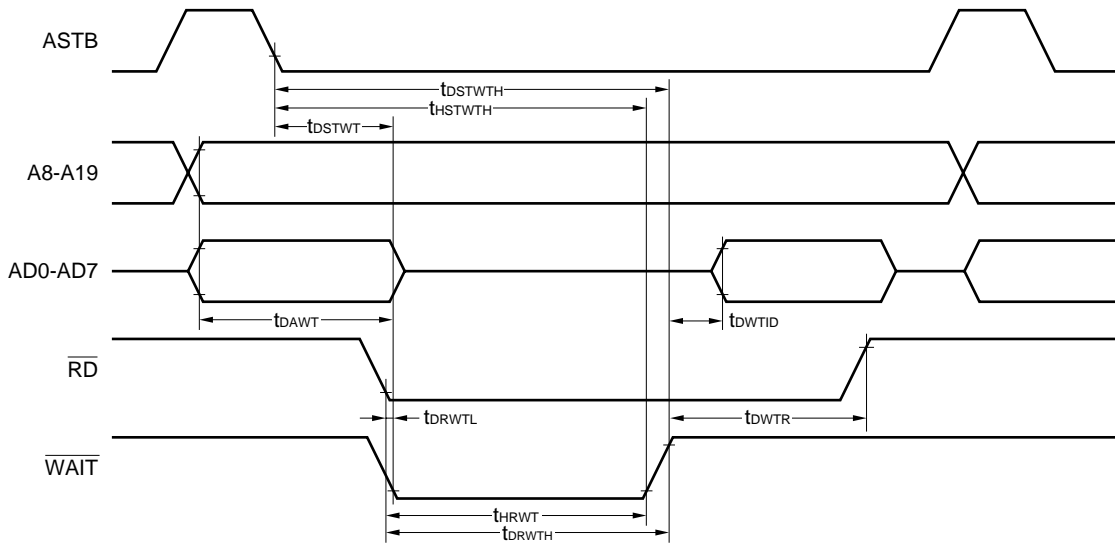 ASTB
tDSTWTH
tHSTWTH
tDSTWT
A8-A19
AD0-AD7
tDAWT
tDWTID
RD
tDRWTL
tDWTR
WAIT
tHRWT
tDRWTH